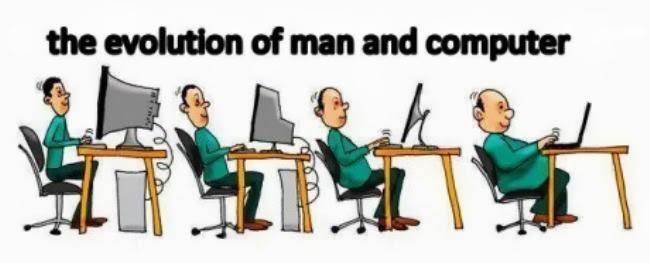 the evolution of man and computer